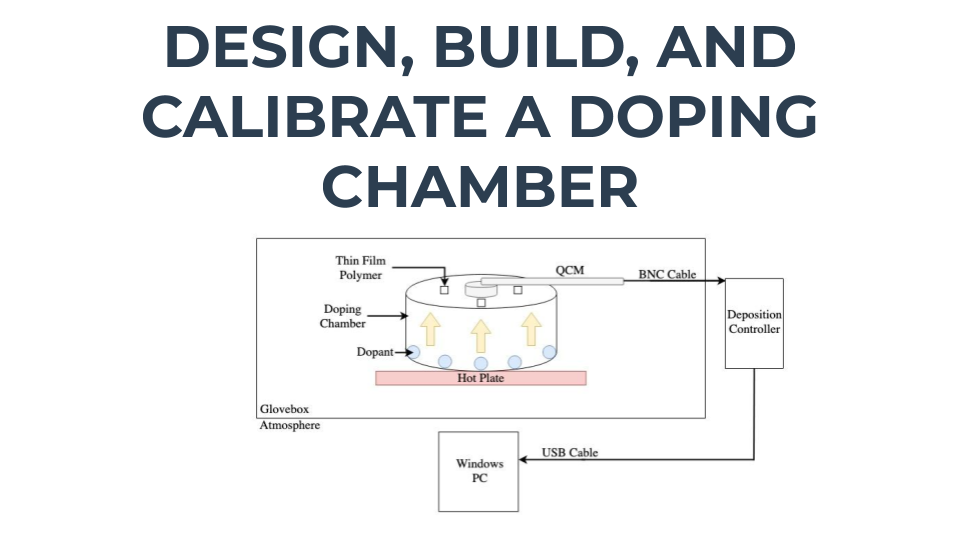 DESIGN, BUILD, AND
CALIBRATE A DOPING
CHAMBER
Thin Film
Polymer
QCM
BNC Cable
Doping
Chamber
Deposition
Controller
Dopant
Hot Plate
Glovebox
Atmosphere
USB Cable
Windows
PC